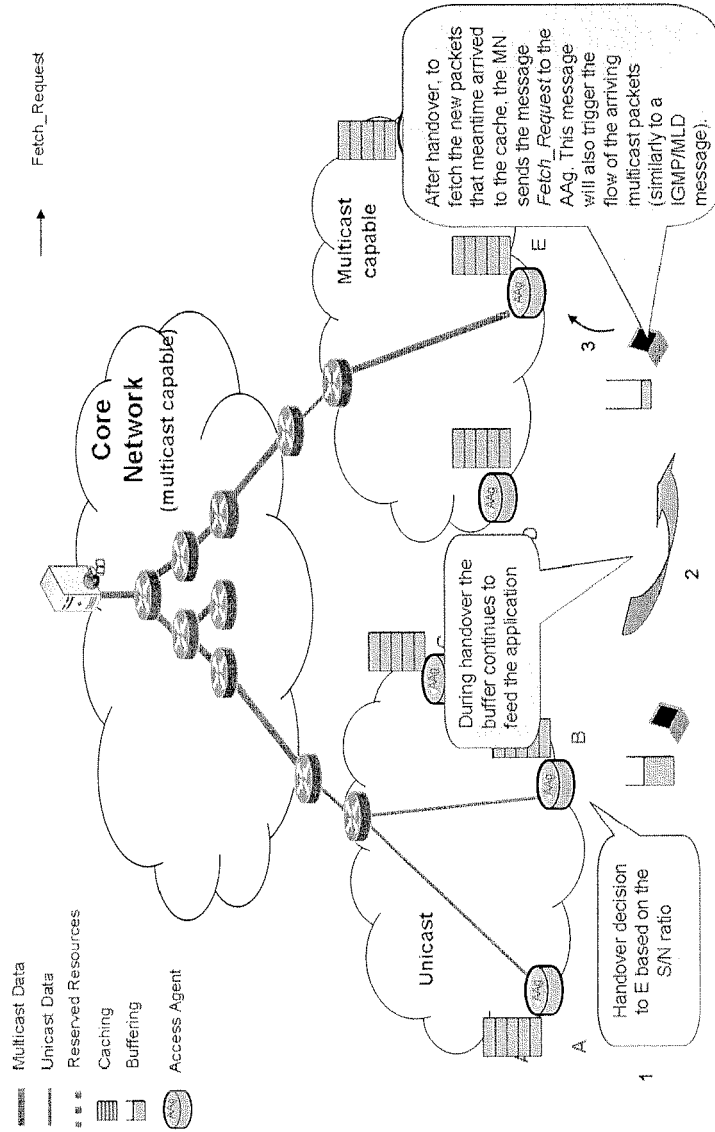 Multicast Data
Unicast Data
Reserved Resources
Caching
Buffering
AAg
Access Agent
Fetch_Request
Core
Network
(multicast capable)
Unicast
Multicast
capable
AAg
A
A
AAg
B
AAg
AAg
AAg
E
1
Handover decision
to E based on the
S/N ratio
2
During handover the
buffer continues to
feed the application
3
After handover, to
fetch the new packets
that meantime arrived
to the cache, the MN
sends the message
Fetch_Request to the
AAg. This message
will also trigger the
flow of the arriving
multicast packets
(similarly to a
IGMP/MLD
message).